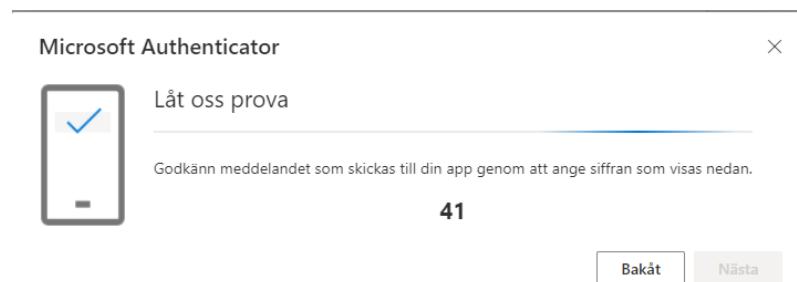 Microsoft Authenticator
Låt oss prova
Godkänn meddelandet som skickas till din app genom att ange siffran som visas nedan.
41
Bakåt
Nästa